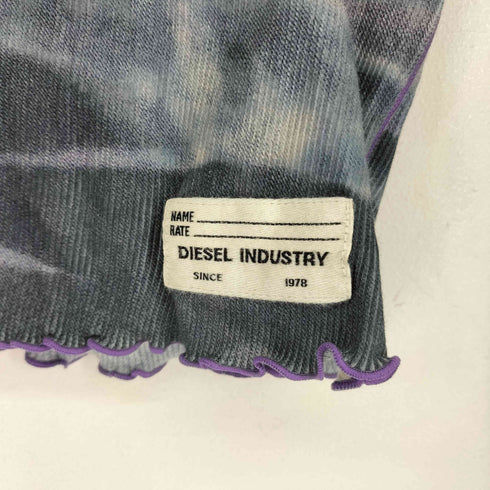 NAME
RATE
DIESEL INDUSTRY
SINCE 1978